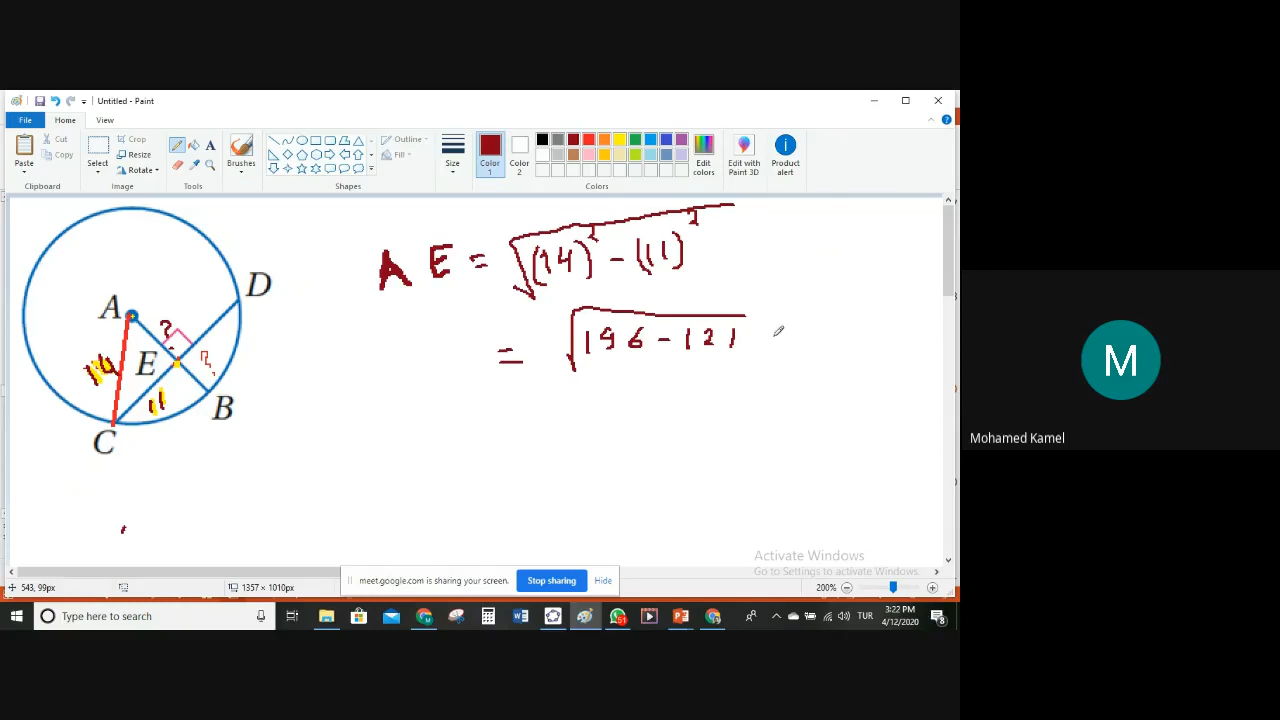 Untitled - Paint
File Home View
Paste
Cut
Copy
Clipboard
Select
Crop
Resize
Rotate
Image
A
Tools
Brushes
Shapes
Outline
Fill
Size
Color 1
Color 2
Colors
Edit colors
Edit with Paint 3D
Product alert
A E = √(14)² - (11)²
= √196 - 121
A
D
E
B
C
?
14
11
M
Mohamed Kamel
Activate Windows
Go to Settings to activate Windows.
meet.google.com is sharing your screen. Stop sharing Hide
543, 99px
1357 × 1010px
200%
Type here to search
51
TUR
3:22 PM
4/12/2020
8